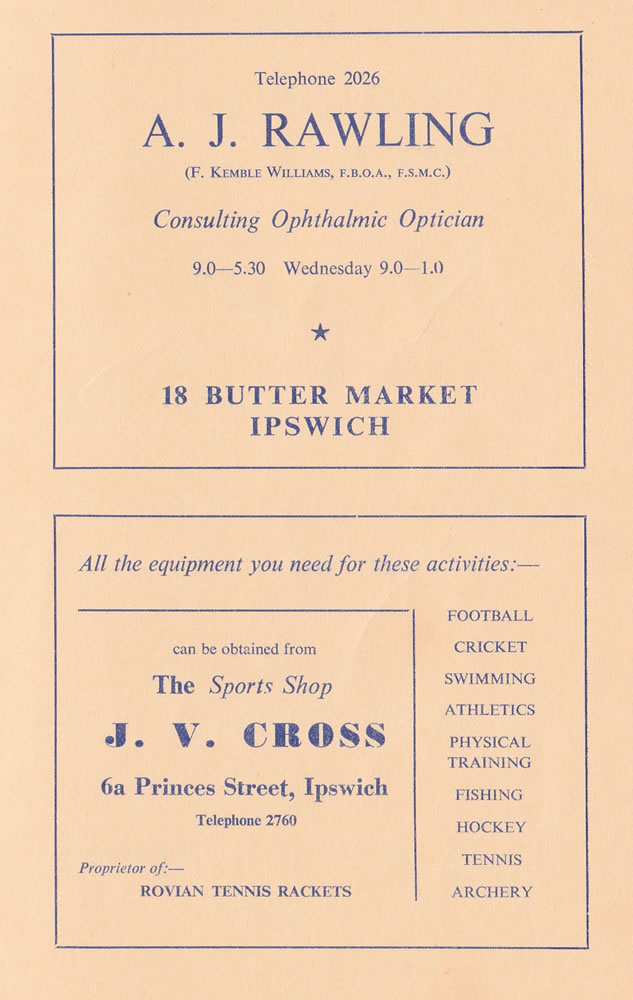 Telephone 2026
A. J. RAWLING
(F. KEMBLE WILLIAMS, F.B.O.A., F.S.M.C.)
Consulting Ophthalmic Optician
9.0—5.30 Wednesday 9.0—1.0
★
18 BUTTER MARKET
IPSWICH
All the equipment you need for these activities:—
can be obtained from
The Sports Shop
J. V. CROSS
6a Princes Street, Ipswich
Telephone 2760
Proprietor of:—
ROVIAN TENNIS RACKETS
FOOTBALL
CRICKET
SWIMMING
ATHLETICS
PHYSICAL
TRAINING
FISHING
HOCKEY
TENNIS
ARCHERY